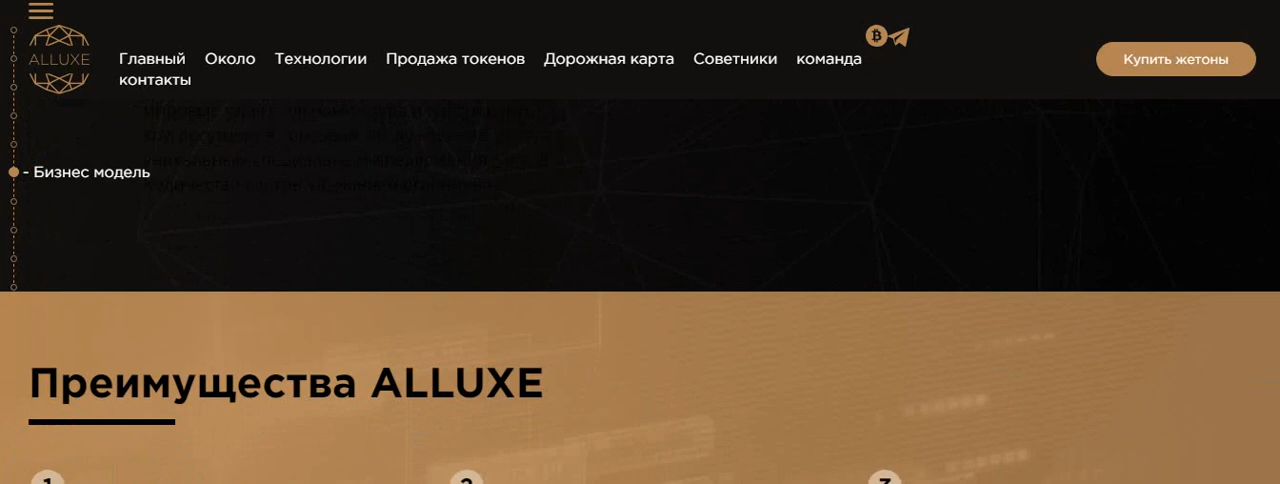 ALLUXE
Главный Около Технологии Продажа токенов Дорожная карта Советники команда
контакты
Купить жетоны
- Бизнес модель
Преимущества ALLUXE
1 2 3